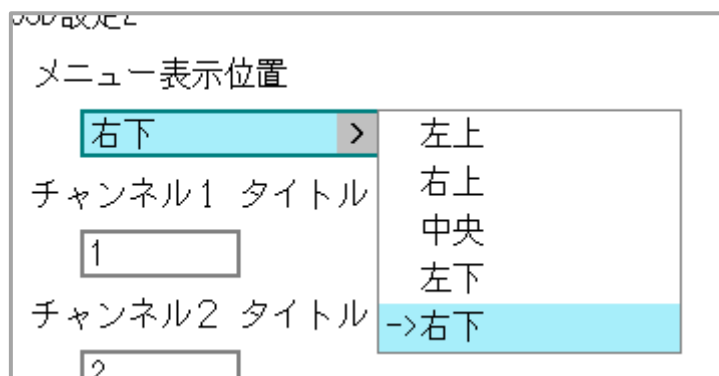 メニュー表示位置
右下 >
左上
右上
中央
左下
->右下
チャンネル1 タイトル
1
チャンネル2 タイトル
2